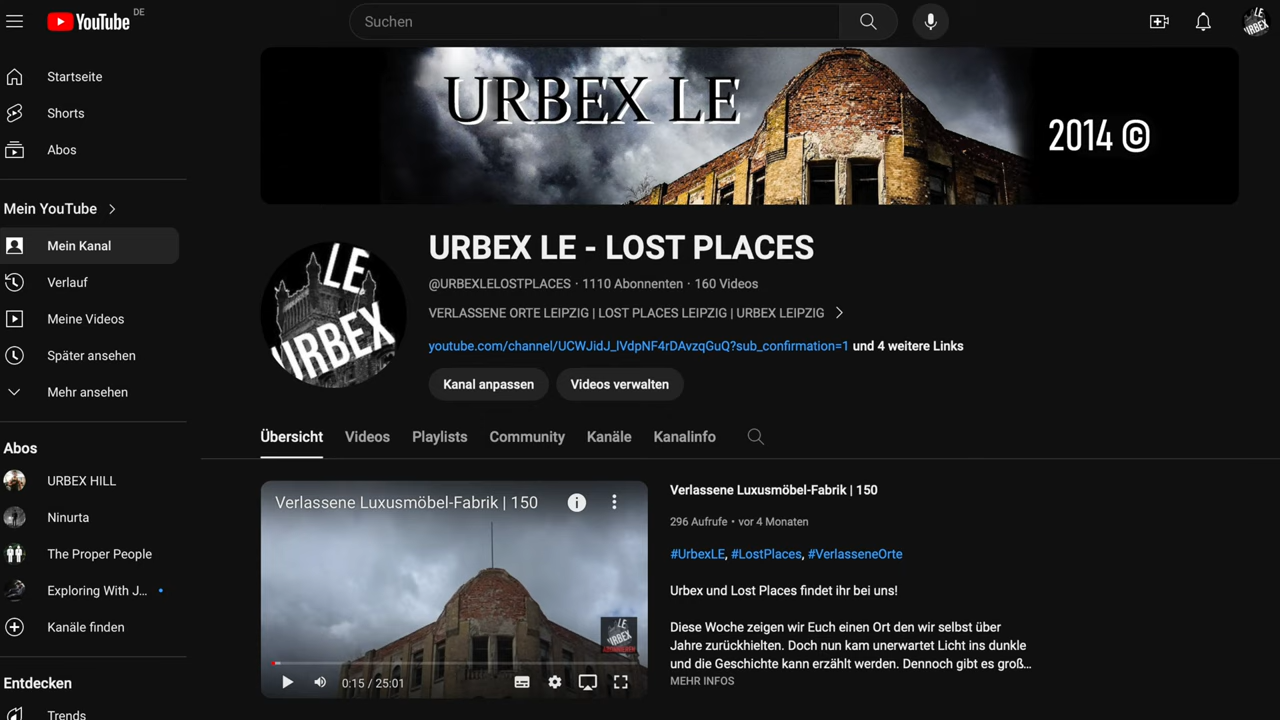 YouTube DE
Suchen
Startseite
Shorts
Abos
Mein YouTube
Mein Kanal
Verlauf
Meine Videos
Später ansehen
Mehr ansehen
Abos
URBEX HILL
Ninurta
The Proper People
Exploring With J...
Kanäle finden
Entdecken
Trends
URBEX LE
2014 ©
LE
URBEX
URBEX LE - LOST PLACES
@URBEXLELOSTPLACES · 1110 Abonnenten · 160 Videos
VERLASSENE ORTE LEIPZIG | LOST PLACES LEIPZIG | URBEX LEIPZIG
youtube.com/channel/UCWJidJ_lVdpNF4rDAvzqGuQ?sub_confirmation=1 und 4 weitere Links
Kanal anpassen
Videos verwalten
Übersicht Videos Playlists Community Kanäle Kanalinfo
Verlassene Luxusmöbel-Fabrik | 150
LE
URBEX
ABONNIEREN
0:15 / 25:01
Verlassene Luxusmöbel-Fabrik | 150
296 Aufrufe • vor 4 Monaten
#UrbexLE, #LostPlaces, #VerlasseneOrte
Urbex und Lost Places findet ihr bei uns!
Diese Woche zeigen wir Euch einen Ort den wir selbst über
Jahre zurückhielten. Doch nun kam unerwartet Licht ins dunkle
und die Geschichte kann erzählt werden. Dennoch gibt es groß...
MEHR INFOS